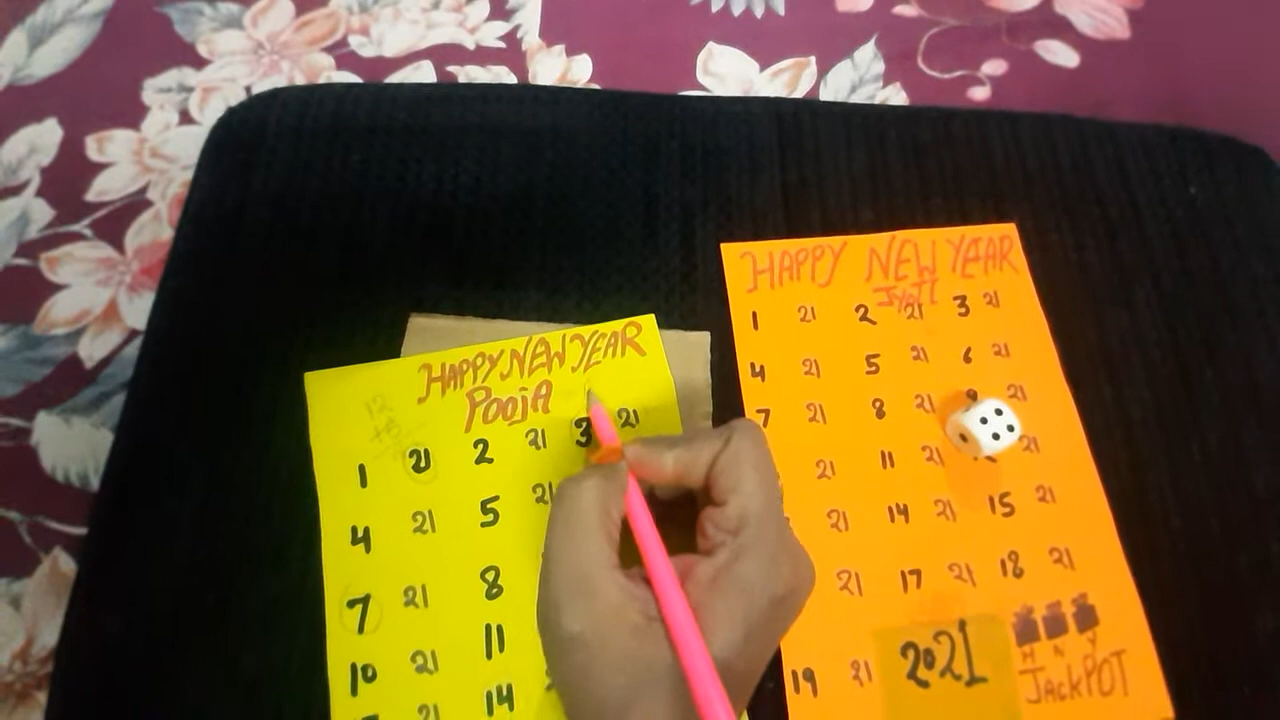 HAPPY NEW YEAR
PoojA
1 21 2 21 3 21
4 21 5 21
7 21 8
10 21 11
21 14
HAPPY NEW YEAR
JYOTI
1 21 2 21 3 21
4 21 5 21 6 21
7 21 8 21 9 21
21 11 21 21
21 14 21 15 21
21 17 21 18 21
19 21 2021
H N Y
JackPOT